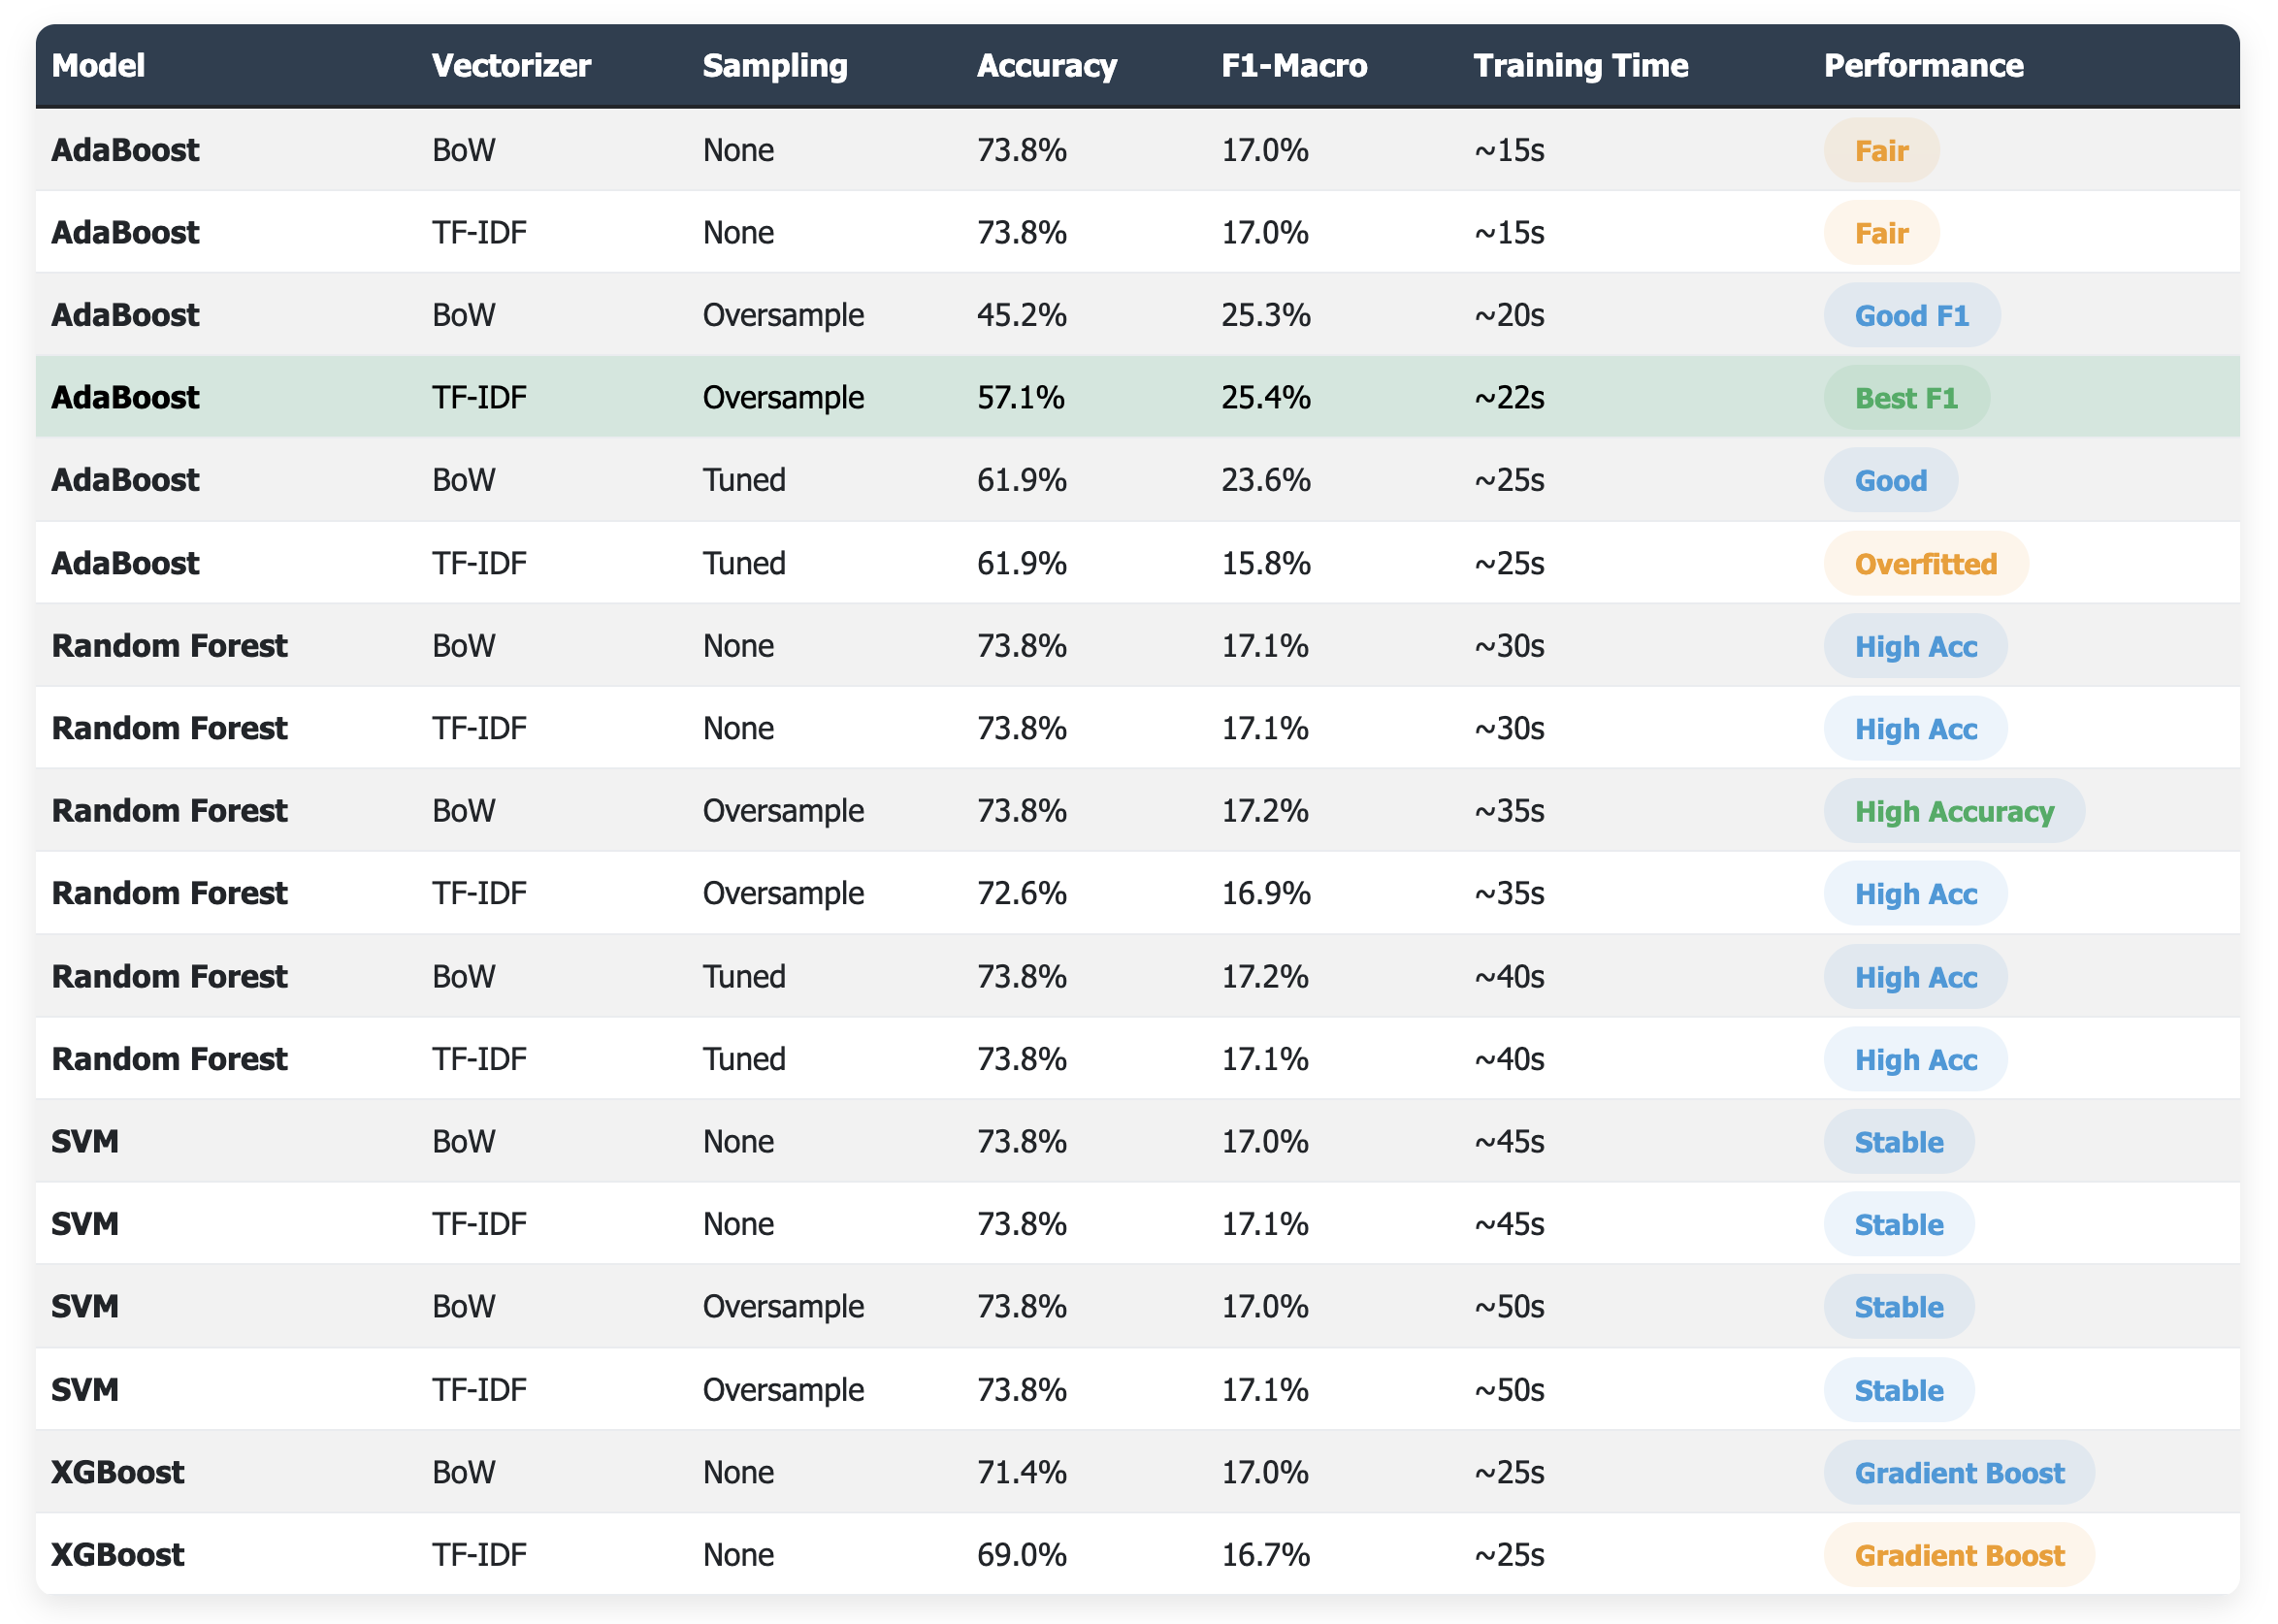 Model Vectorizer Sampling Accuracy F1-Macro Training Time Performance
AdaBoost BoW None 73.8% 17.0% ~15s Fair
AdaBoost TF-IDF None 73.8% 17.0% ~15s Fair
AdaBoost BoW Oversample 45.2% 25.3% ~20s Good F1
AdaBoost TF-IDF Oversample 57.1% 25.4% ~22s Best F1
AdaBoost BoW Tuned 61.9% 23.6% ~25s Good
AdaBoost TF-IDF Tuned 61.9% 15.8% ~25s Overfitted
Random Forest BoW None 73.8% 17.1% ~30s High Acc
Random Forest TF-IDF None 73.8% 17.1% ~30s High Acc
Random Forest BoW Oversample 73.8% 17.2% ~35s High Accuracy
Random Forest TF-IDF Oversample 72.6% 16.9% ~35s High Acc
Random Forest BoW Tuned 73.8% 17.2% ~40s High Acc
Random Forest TF-IDF Tuned 73.8% 17.1% ~40s High Acc
SVM BoW None 73.8% 17.0% ~45s Stable
SVM TF-IDF None 73.8% 17.1% ~45s Stable
SVM BoW Oversample 73.8% 17.0% ~50s Stable
SVM TF-IDF Oversample 73.8% 17.1% ~50s Stable
XGBoost BoW None 71.4% 17.0% ~25s Gradient Boost
XGBoost TF-IDF None 69.0% 16.7% ~25s Gradient Boost